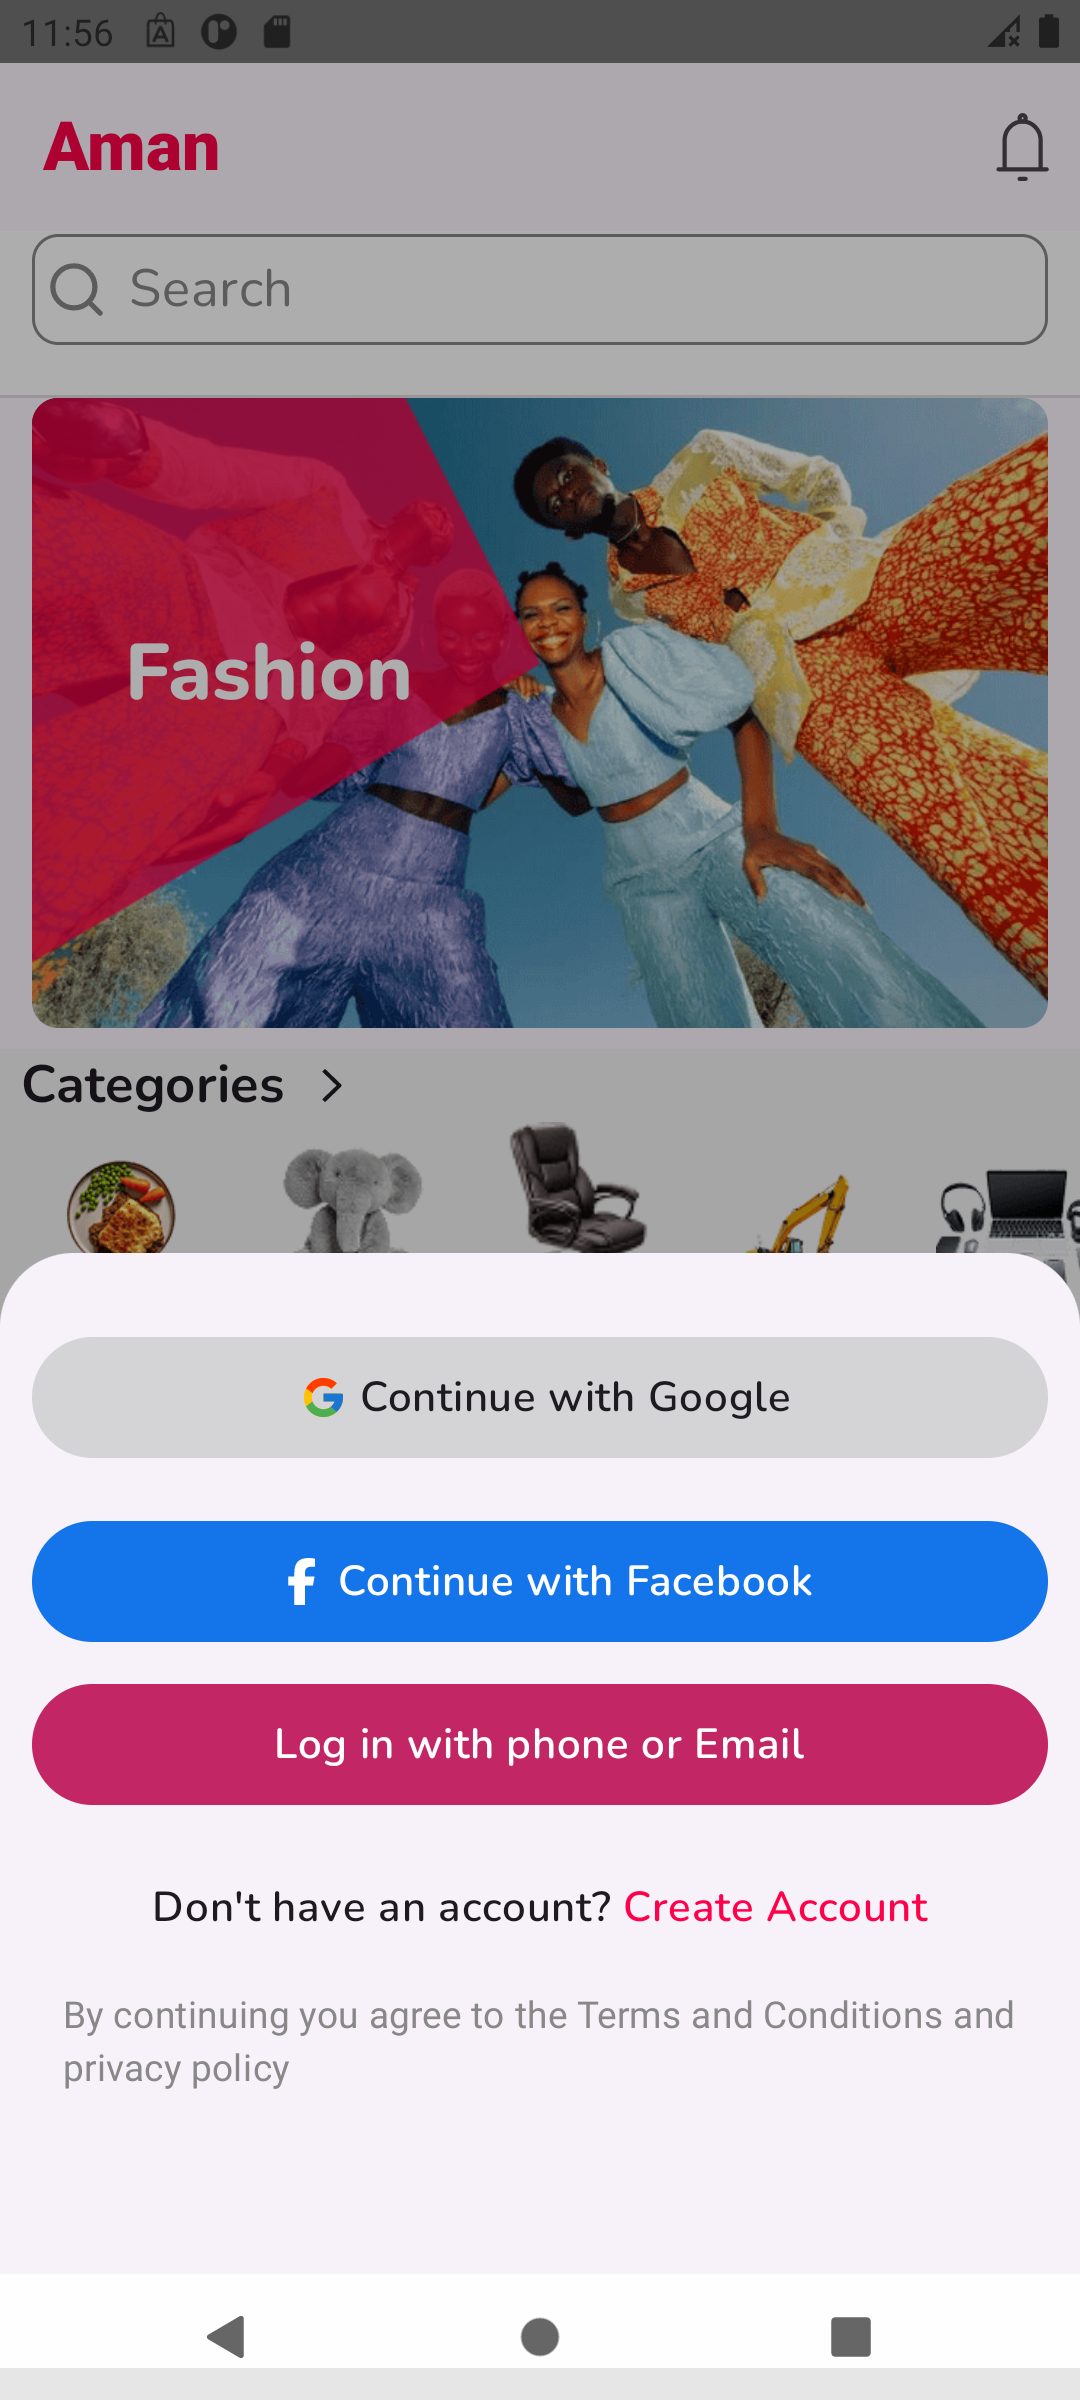 11:56
Aman
Search
Fashion
Categories
Continue with Google
Continue with Facebook
Log in with phone or Email
Don't have an account? Create Account
By continuing you agree to the Terms and Conditions and
privacy policy